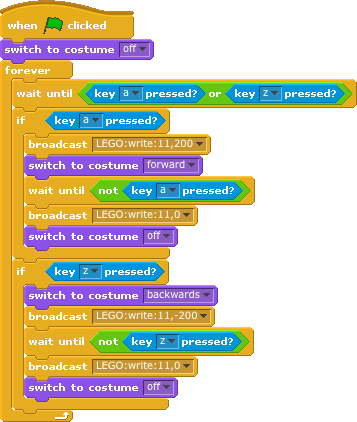 when clicked
switch to costume off
forever
wait until key a pressed? or key z pressed?
if key a pressed?
broadcast LEGO:write:11,200
switch to costume forward
wait until not key a pressed?
broadcast LEGO:write:11,0
switch to costume off
if key z pressed?
switch to costume backwards
broadcast LEGO:write:11,-200
wait until not key z pressed?
broadcast LEGO:write:11,0
switch to costume off